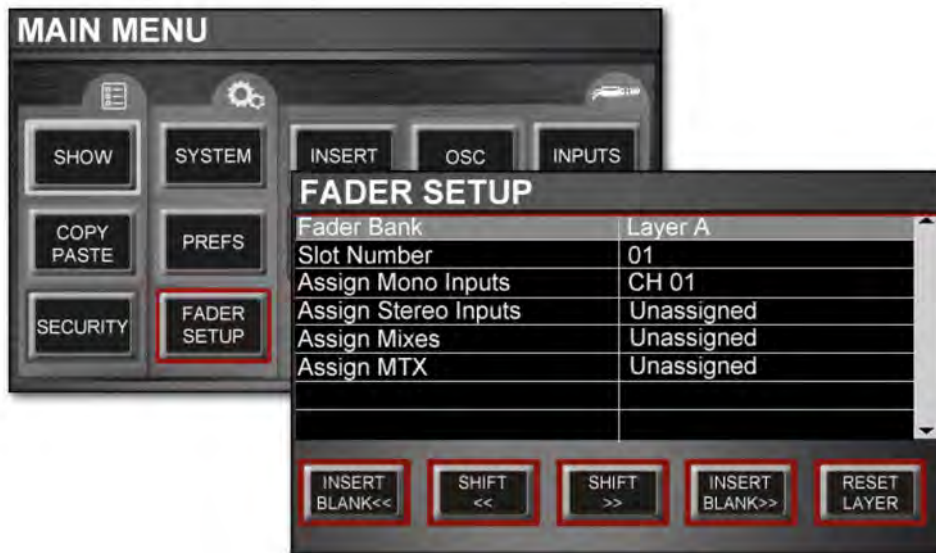 MAIN MENU
SHOW
SYSTEM
INSERT
OSC
INPUTS
COPY
PASTE
PREFS
SECURITY
FADER
SETUP
FADER SETUP
Fader Bank Layer A
Slot Number 01
Assign Mono Inputs CH 01
Assign Stereo Inputs Unassigned
Assign Mixes Unassigned
Assign MTX Unassigned
INSERT
BLANK<<
SHIFT
<<
SHIFT
>>
INSERT
BLANK>>
RESET
LAYER